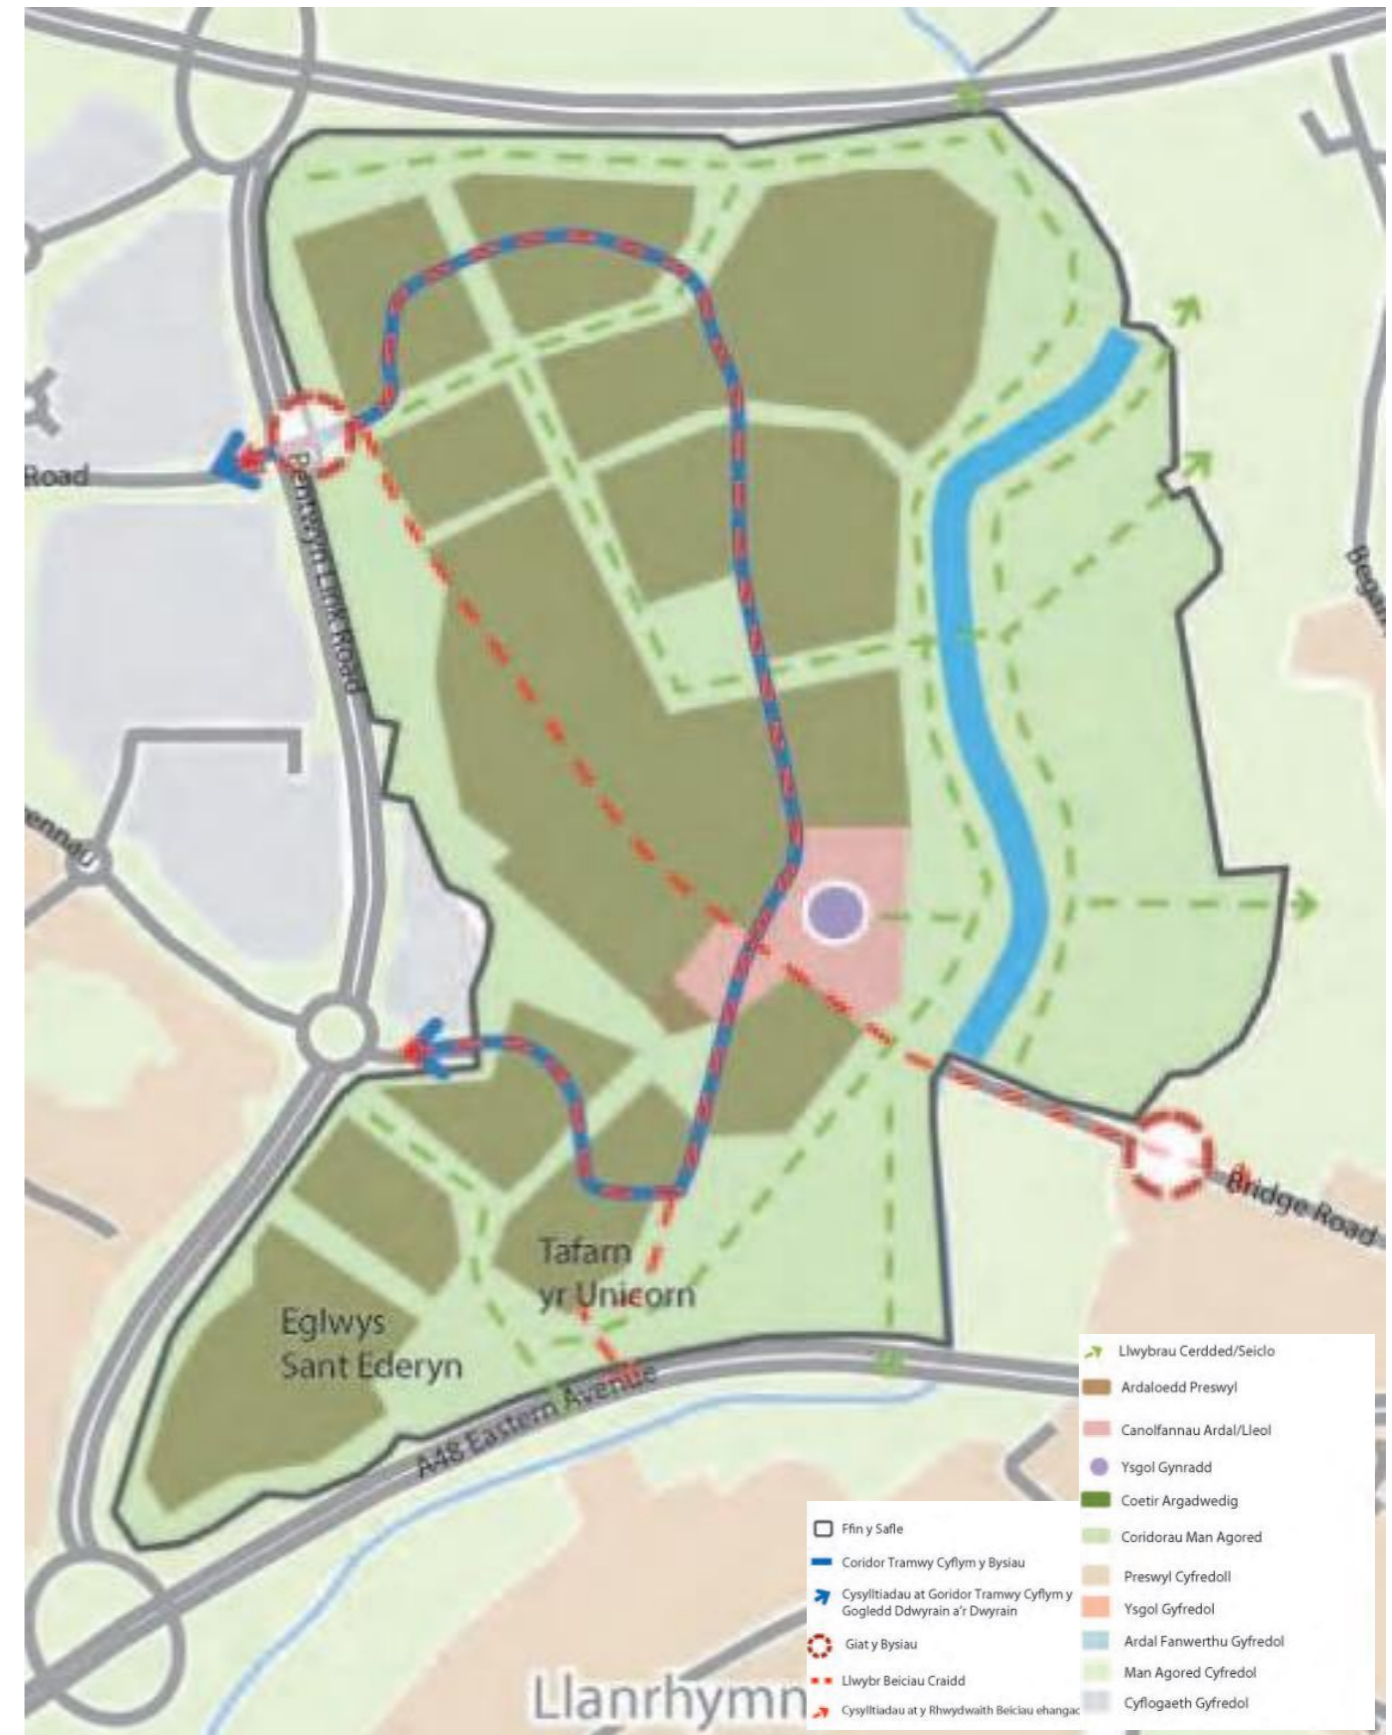 Road
Pentwyn Link Road
ennau
Bridge Road
Tafarn
yr Unicorn
Eglwys
Sant Ederyn
A48 Eastern Avenue
Llanrhymn
Llwybrau Cerdded/Seiclo
Ardaloedd Preswyl
Canolfannau Ardal/Lleol
Ysgol Gynradd
Coetir Argadwedig
Coridorau Man Agored
Preswyl Cyfredoll
Ysgol Gyfredol
Ardal Fanwerthu Gyfredol
Man Agored Cyfredol
Cyflogaeth Gyfredol
Ffin y Safle
Coridor Tramwy Cyflym y Bysiau
Cysylltiadau at Goridor Tramwy Cyflym y
Gogledd Ddwyrain a'r Dwyrain
Giat y Bysiau
Llwybr Beiciau Craidd
Cysylltiadau at y Rhwydwaith Beiciau ehangac